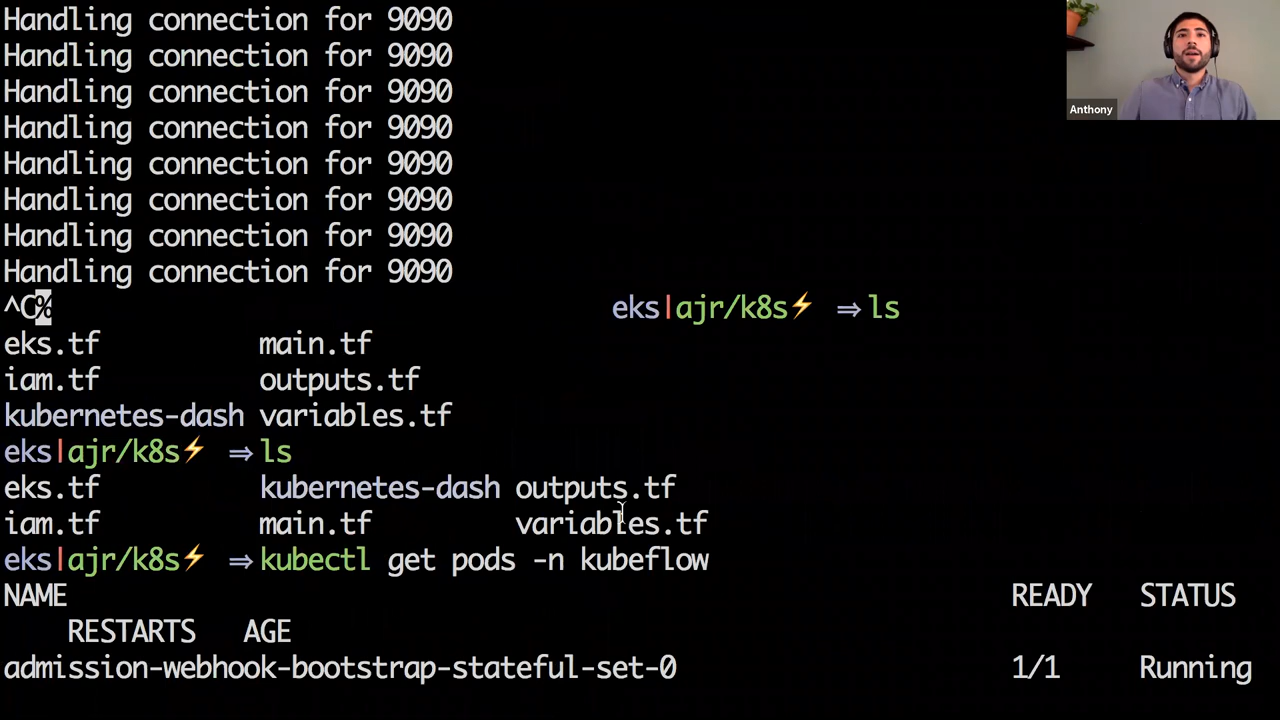 Handling connection for 9090
Handling connection for 9090
Handling connection for 9090
Handling connection for 9090
Handling connection for 9090
Handling connection for 9090
Handling connection for 9090
Handling connection for 9090
Anthony
^C% eks|ajr/k8s⚡ ⇒ls
eks.tf main.tf
iam.tf outputs.tf
kubernetes-dash variables.tf
eks|ajr/k8s⚡ ⇒ls
eks.tf kubernetes-dash outputs.tf
iam.tf main.tf variables.tf
eks|ajr/k8s⚡ ⇒kubectl get pods -n kubeflow
NAME READY STATUS
RESTARTS AGE
admission-webhook-bootstrap-stateful-set-0 1/1 Running